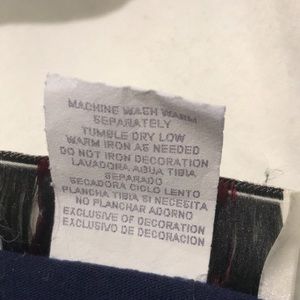 MACHINE WASH WARM
SEPARATELY
TUMBLE DRY LOW
WARM IRON AS NEEDED
DO NOT IRON DECORATION
LAVADORA AGUA TIBIA
SEPARADO
SECADORA CICLO LENTO
PLANCHA TIBIA SI NECESITA
NO PLANCHAR ADORNO
EXCLUSIVE OF DECORATION
EXCLUSIVO DE DECORACION